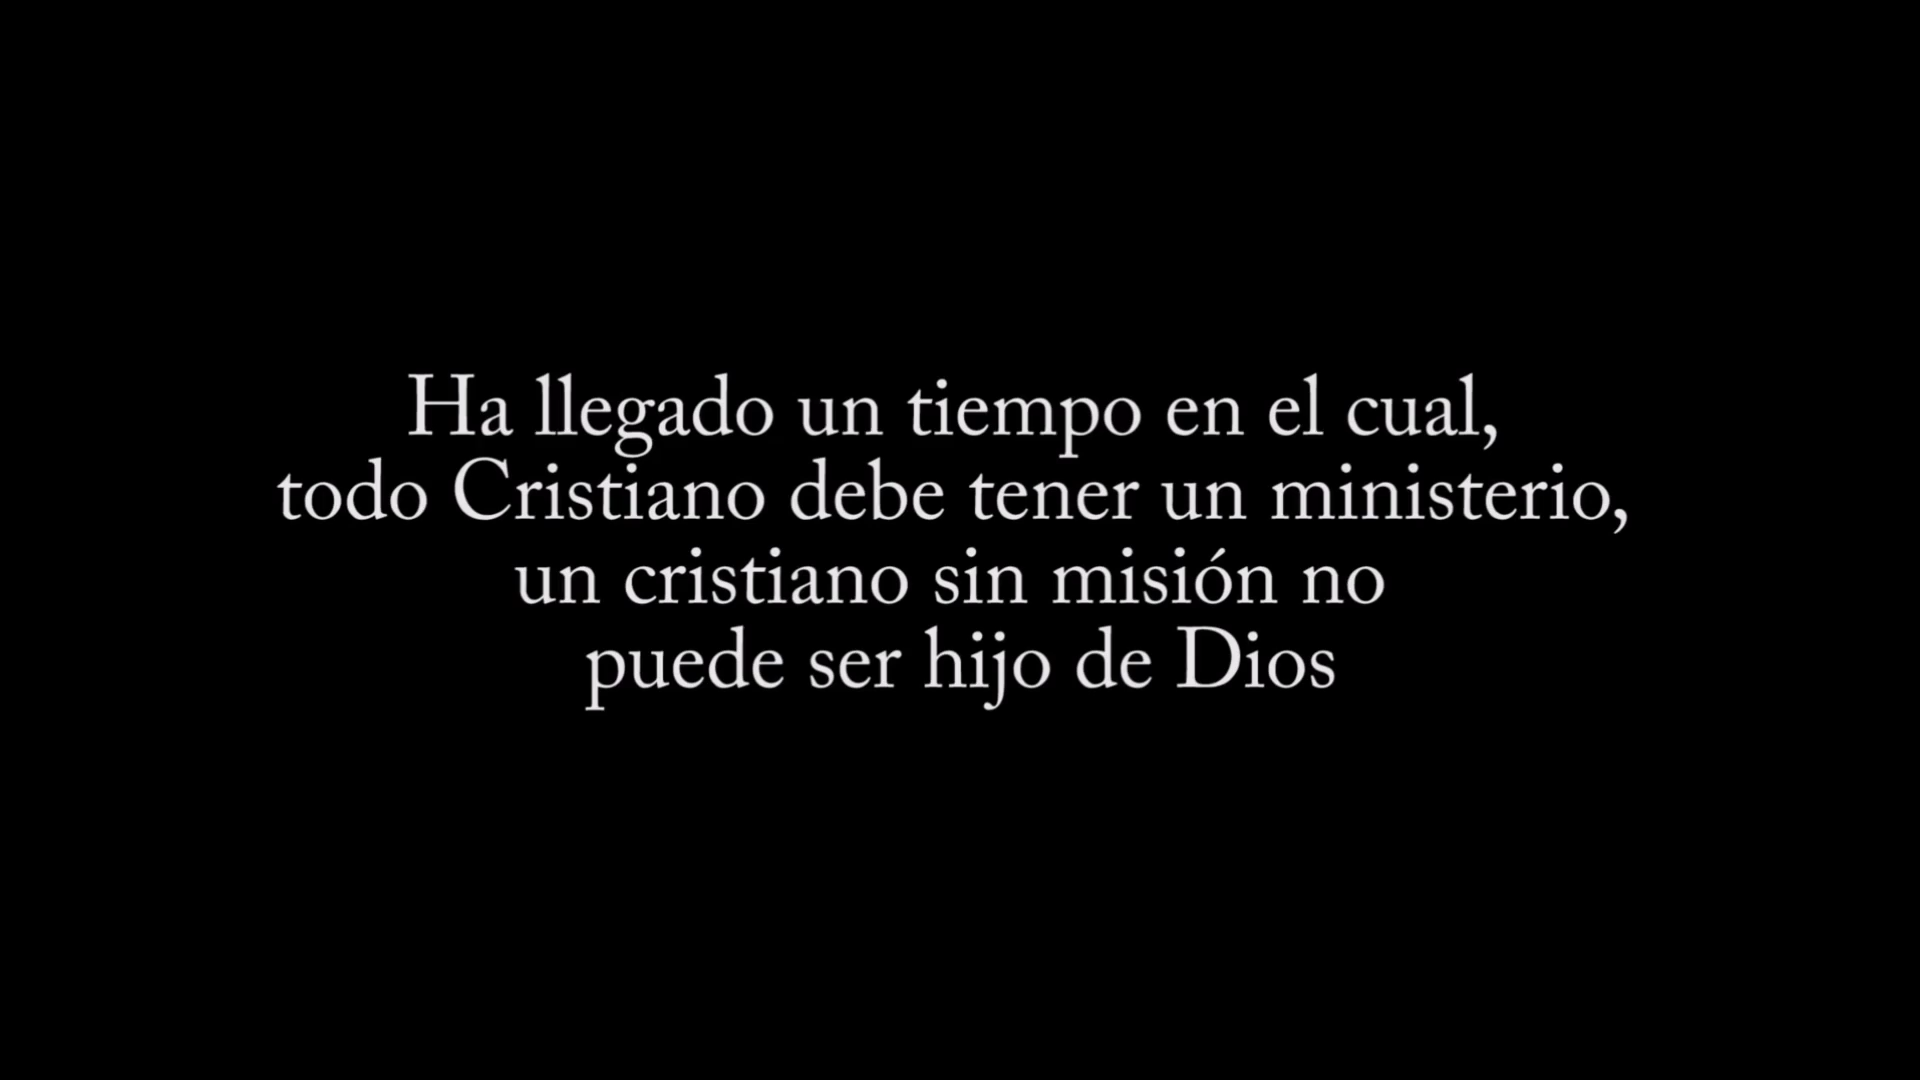 Ha llegado un tiempo en el cual,
todo Cristiano debe tener un ministerio,
un cristiano sin misión no
puede ser hijo de Dios